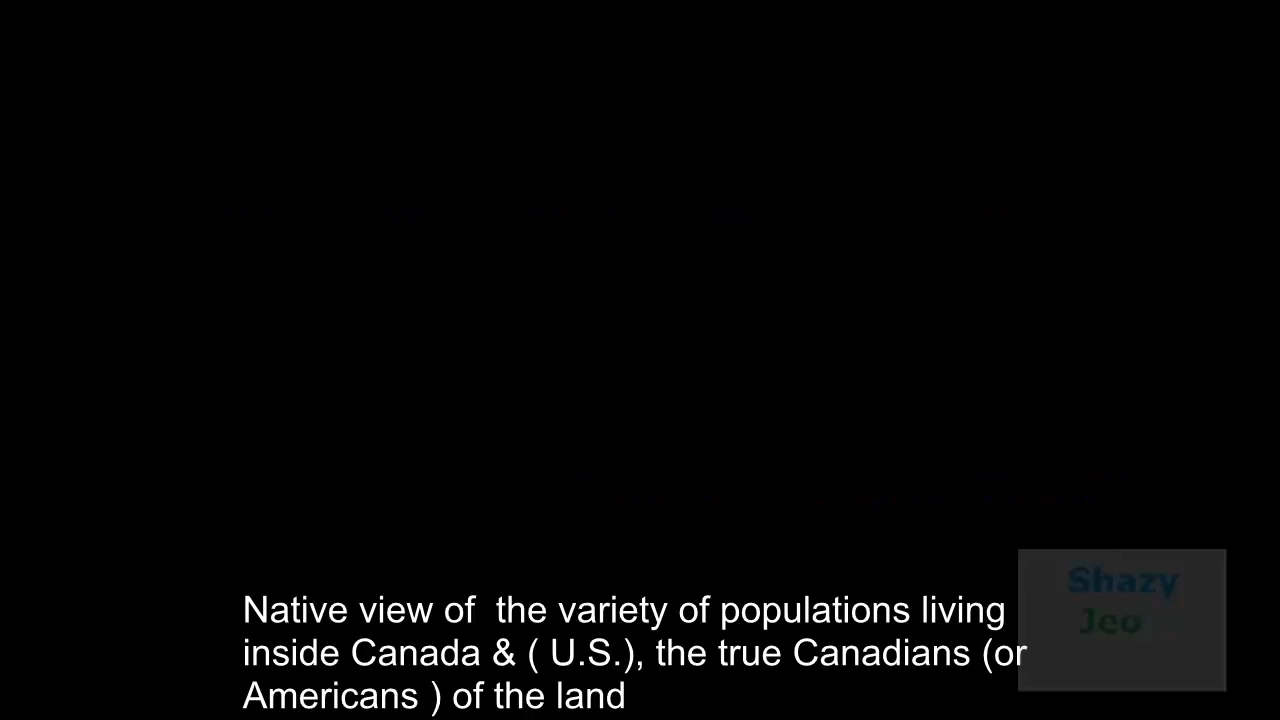 Native view of  the variety of populations living
inside Canada & ( U.S.), the true Canadians (or
Americans ) of the land
Shazy
Jeo